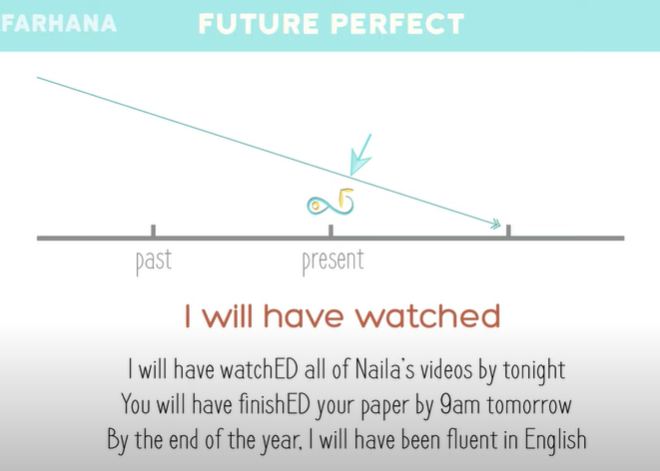 FARHANA
FUTURE PERFECT
past
present
I will have watched
I will have watchED all of Naila's videos by tonight
You will have finishED your paper by 9am tomorrow
By the end of the year, I will have been fluent in English